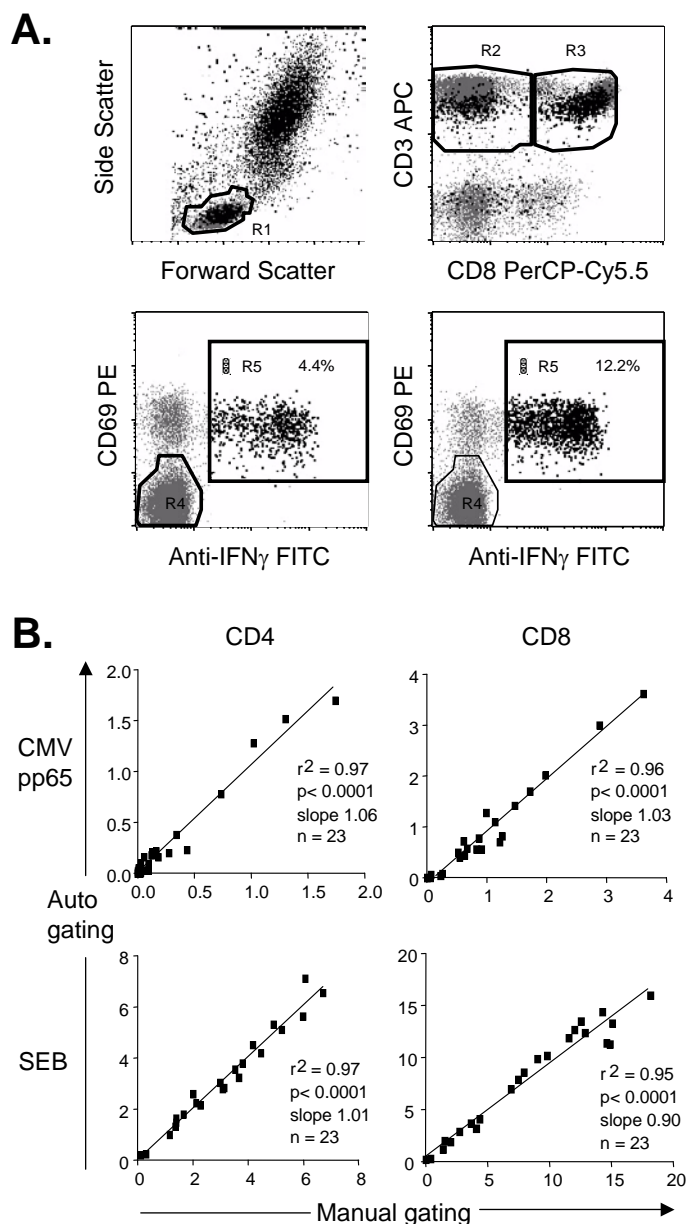 A.
Side Scatter
R1
Forward Scatter
R2 R3
CD3 APC
CD8 PerCP-Cy5.5
CD69 PE
R5 4.4%
R4
Anti-IFNγ FITC
CD69 PE
R5 12.2%
R4
Anti-IFNγ FITC
B.
CD4
CD8
CMV
pp65
2.0
1.5
1.0
0.5
0.0
0.0 0.5 1.0 1.5 2.0
r2 = 0.97
p< 0.0001
slope 1.06
n = 23
4
3
2
1
0
0 1 2 3 4
r2 = 0.96
p< 0.0001
slope 1.03
n = 23
Auto
gating
SEB
8
6
4
2
0
0 2 4 6 8
r2 = 0.97
p< 0.0001
slope 1.01
n = 23
20
15
10
5
0
0 5 10 15 20
r2 = 0.95
p< 0.0001
slope 0.90
n = 23
Manual gating